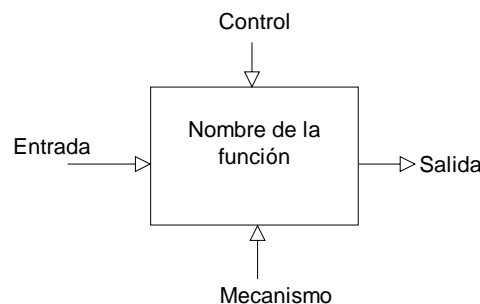 Control
Nombre de la
función
Entrada
Salida
Mecanismo